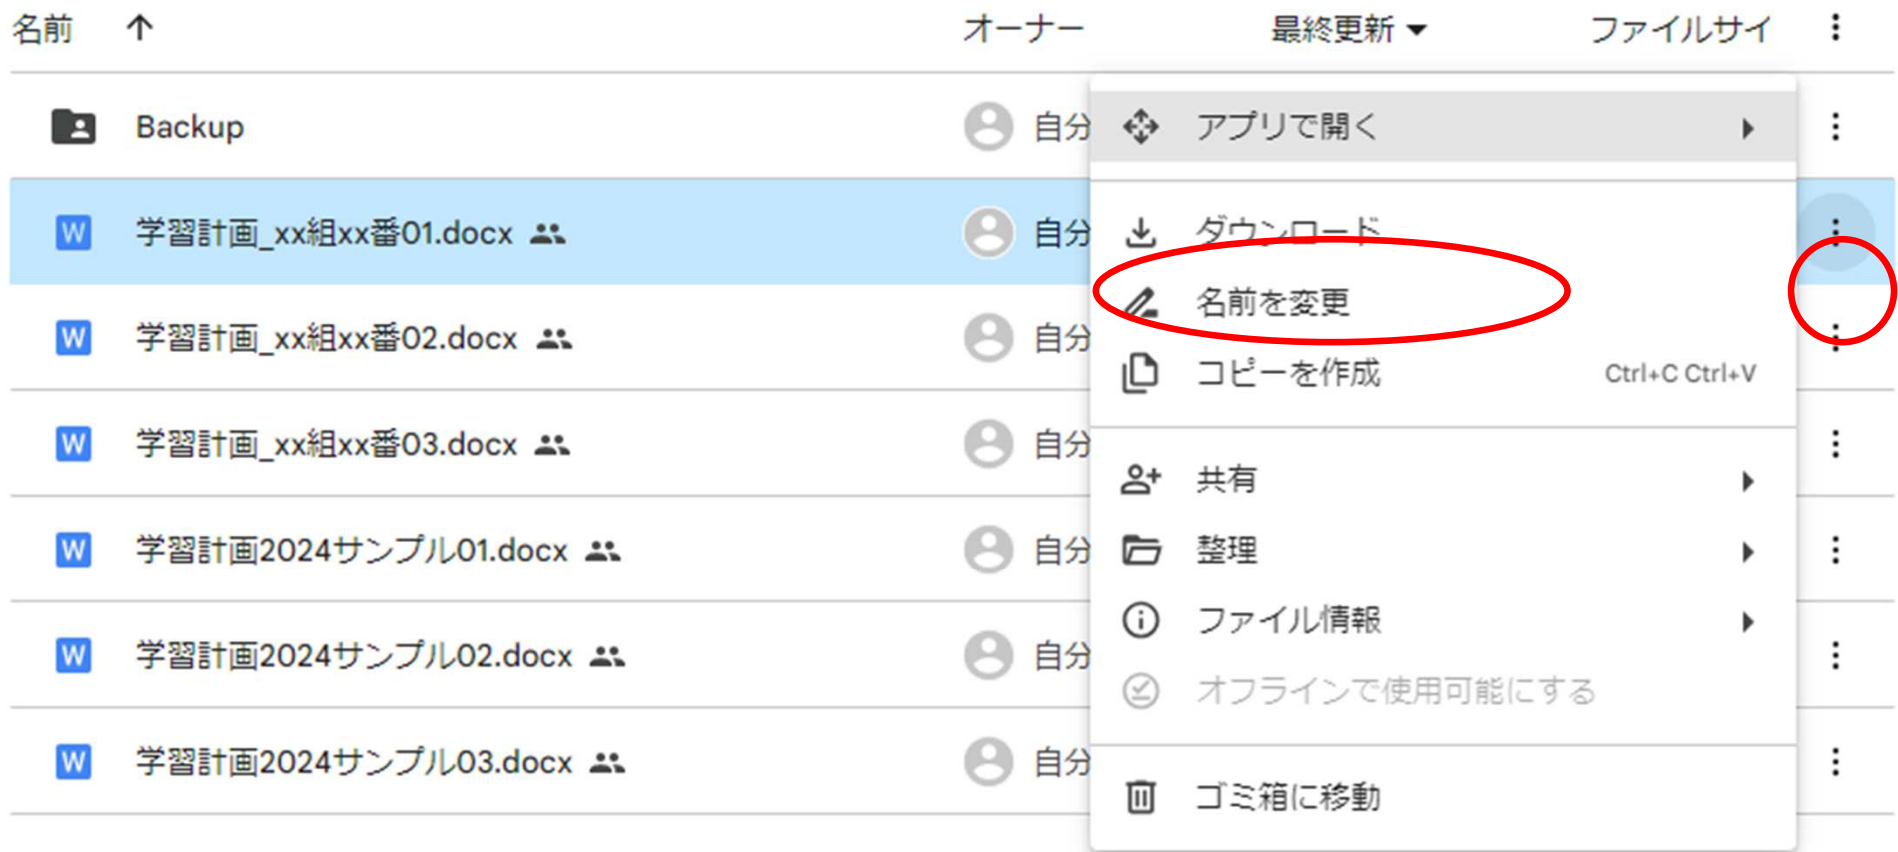 名前 オーナー 最終更新 ファイルサイ
Backup 自分
学習計画_xx組xx番01.docx 自分
学習計画_xx組xx番02.docx 自分
学習計画_xx組xx番03.docx 自分
学習計画2024サンプル01.docx 自分
学習計画2024サンプル02.docx 自分
学習計画2024サンプル03.docx 自分
アプリで開く
ダウンロード
名前を変更
コピーを作成 Ctrl+C Ctrl+V
共有
整理
ファイル情報
オフラインで使用可能にする
ゴミ箱に移動